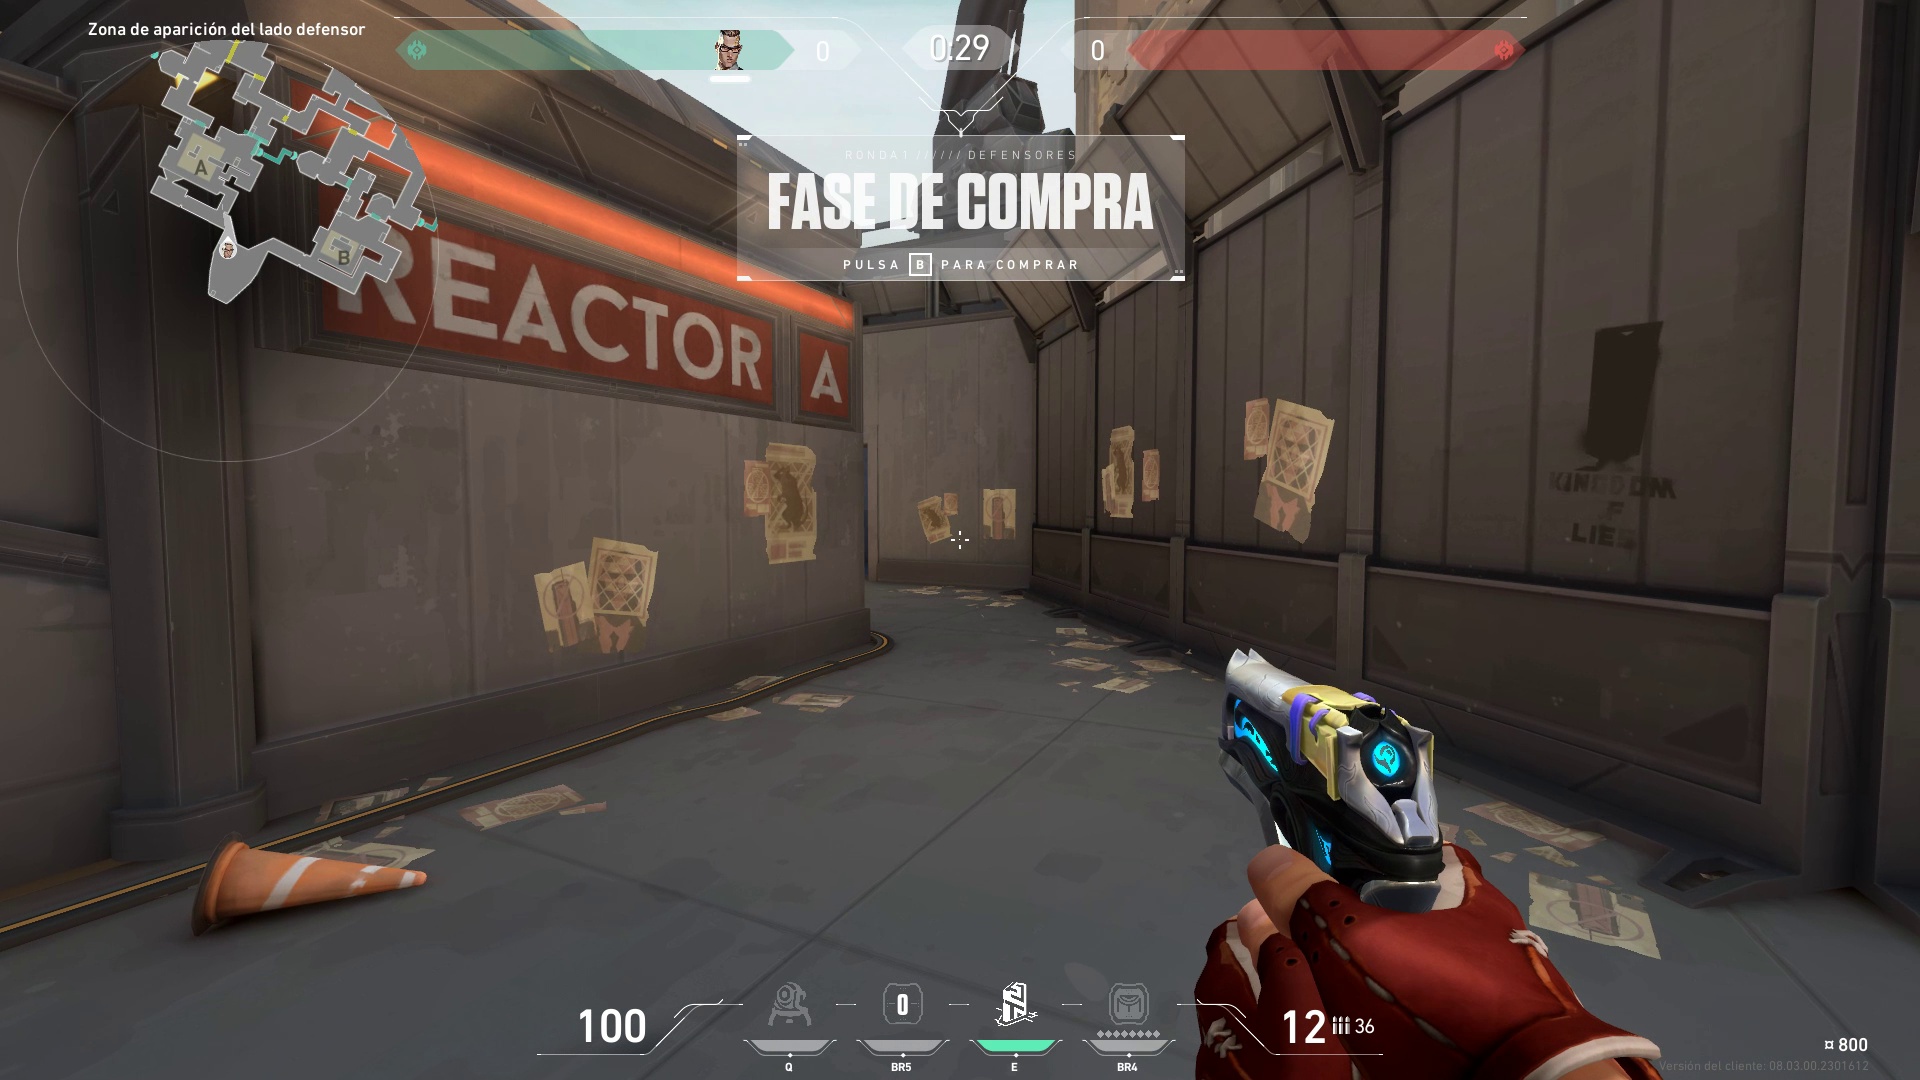 Zona de aparición del lado defensor
0
0:29
0
RONDA 1 ////// DEFENSORES
FASE DE COMPRA
PULSA B PARA COMPRAR
A
B
REACTOR A
KINGDOM
F
LIES
0
100
12 36
800
Q
BR5
E
BR4
Versión del cliente: 08.03.00.2301612